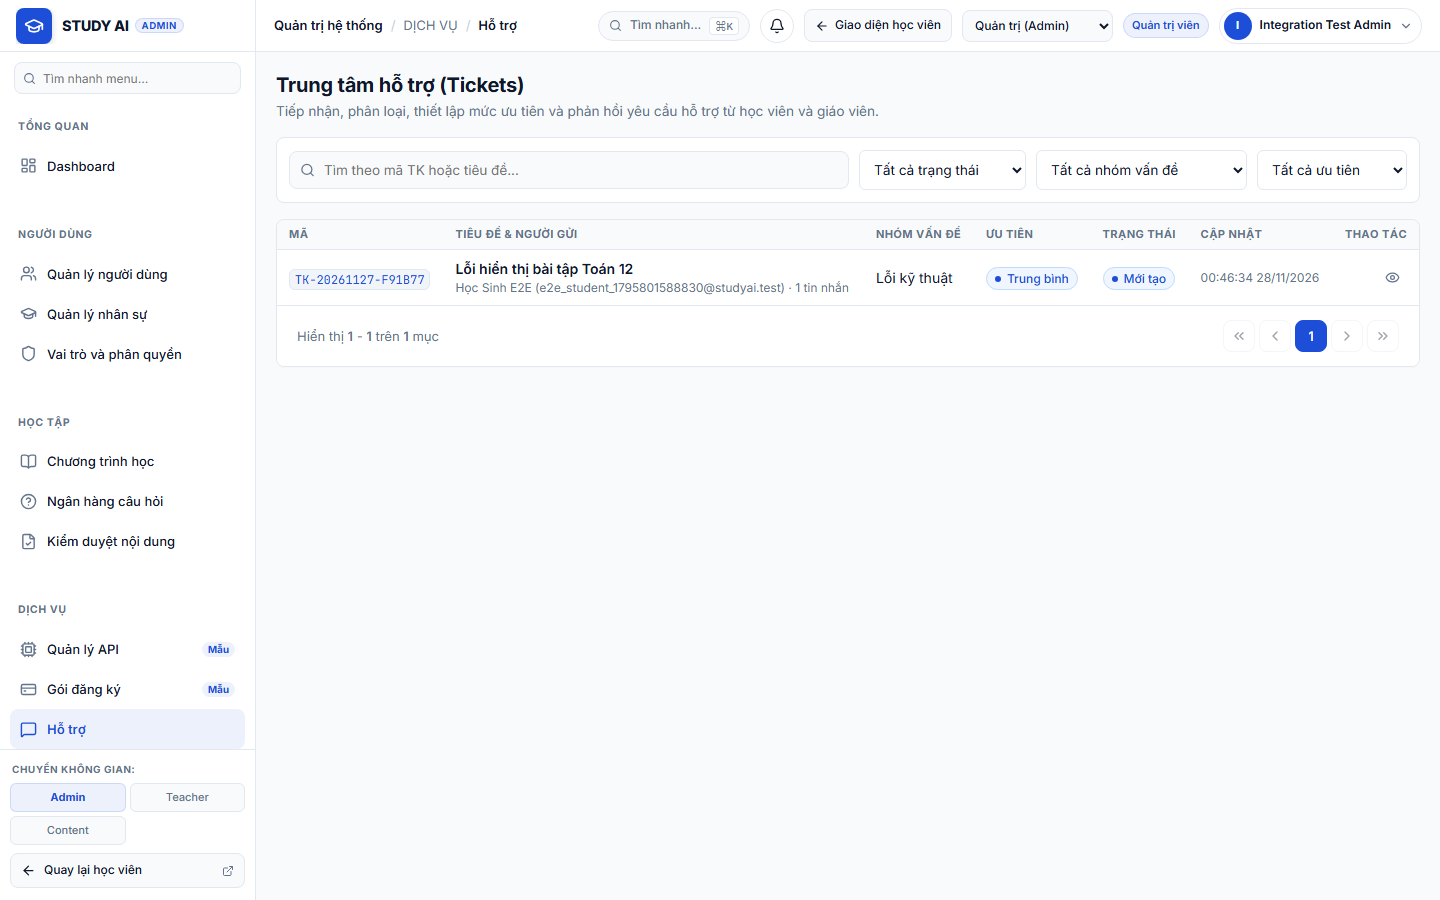 STUDY AI ADMIN
Quản trị hệ thống / DỊCH VỤ / Hỗ trợ
Tìm nhanh... ⌘K
Giao diện học viên
Quản trị (Admin)
Quản trị viên
I Integration Test Admin
Tìm nhanh menu...
TỔNG QUAN
Dashboard
NGƯỜI DÙNG
Quản lý người dùng
Quản lý nhân sự
Vai trò và phân quyền
HỌC TẬP
Chương trình học
Ngân hàng câu hỏi
Kiểm duyệt nội dung
DỊCH VỤ
Quản lý API Mẫu
Gói đăng ký Mẫu
Hỗ trợ
CHUYỂN KHÔNG GIAN:
Admin Teacher
Content
Quay lại học viên
Trung tâm hỗ trợ (Tickets)
Tiếp nhận, phân loại, thiết lập mức ưu tiên và phản hồi yêu cầu hỗ trợ từ học viên và giáo viên.
Tìm theo mã TK hoặc tiêu đề... Tất cả trạng thái Tất cả nhóm vấn đề Tất cả ưu tiên
MÃ TIÊU ĐỀ & NGƯỜI GỬI NHÓM VẤN ĐỀ ƯU TIÊN TRẠNG THÁI CẬP NHẬT THAO TÁC
TK-20261127-F91B77 Lỗi hiển thị bài tập Toán 12 Lỗi kỹ thuật Trung bình Mới tạo 00:46:34 28/11/2026
Học Sinh E2E (e2e_student_1795801588830@studyai.test) · 1 tin nhắn
Hiển thị 1 - 1 trên 1 mục
1